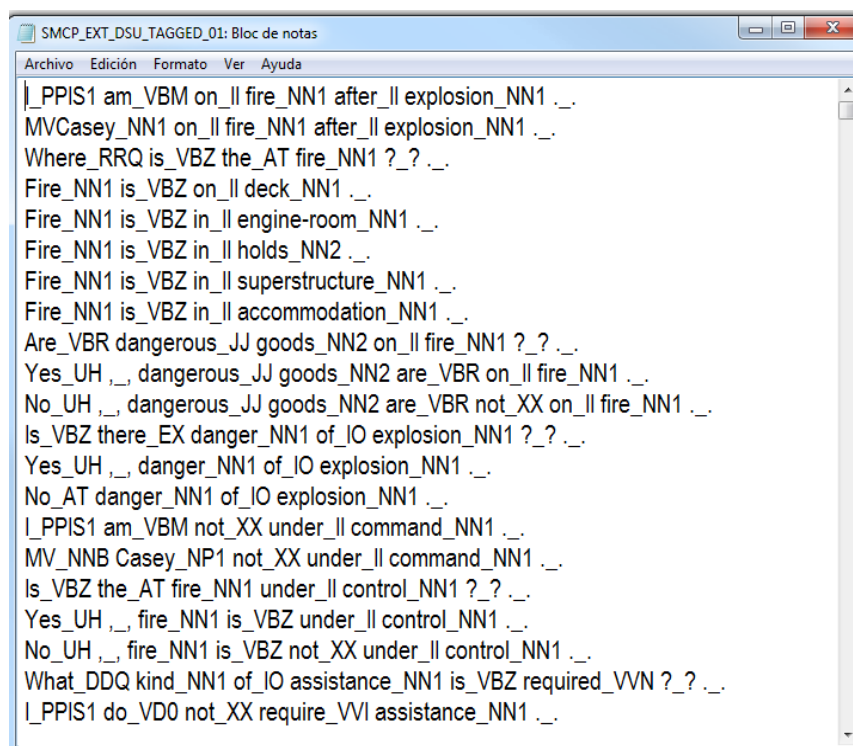 SMCP_EXT_DSU_TAGGED_01: Bloc de notas
Archivo Edición Formato Ver Ayuda
I_PPIS1 am_VBM on_II fire_NN1 after_II explosion_NN1 ._.
MVCasey_NN1 on_II fire_NN1 after_II explosion_NN1 ._.
Where_RRQ is_VBZ the_AT fire_NN1 ?_? ._.
Fire_NN1 is_VBZ on_II deck_NN1 ._.
Fire_NN1 is_VBZ in_II engine-room_NN1 ._.
Fire_NN1 is_VBZ in_II holds_NN2 ._.
Fire_NN1 is_VBZ in_II superstructure_NN1 ._.
Fire_NN1 is_VBZ in_II accommodation_NN1 ._.
Are_VBR dangerous_JJ goods_NN2 on_II fire_NN1 ?_? ._.
Yes_UH ,_, dangerous_JJ goods_NN2 are_VBR on_II fire_NN1 ._.
No_UH ,_, dangerous_JJ goods_NN2 are_VBR not_XX on_II fire_NN1 ._.
Is_VBZ there_EX danger_NN1 of_IO explosion_NN1 ?_? ._.
Yes_UH ,_, danger_NN1 of_IO explosion_NN1 ._.
No_AT danger_NN1 of_IO explosion_NN1 ._.
I_PPIS1 am_VBM not_XX under_II command_NN1 ._.
MV_NNB Casey_NP1 not_XX under_II command_NN1 ._.
Is_VBZ the_AT fire_NN1 under_II control_NN1 ?_? ._.
Yes_UH ,_, fire_NN1 is_VBZ under_II control_NN1 ._.
No_UH ,_, fire_NN1 is_VBZ not_XX under_II control_NN1 ._.
What_DDQ kind_NN1 of_IO assistance_NN1 is_VBZ required_VVN ?_? ._.
I_PPIS1 do_VD0 not_XX require_VVI assistance_NN1 ._.